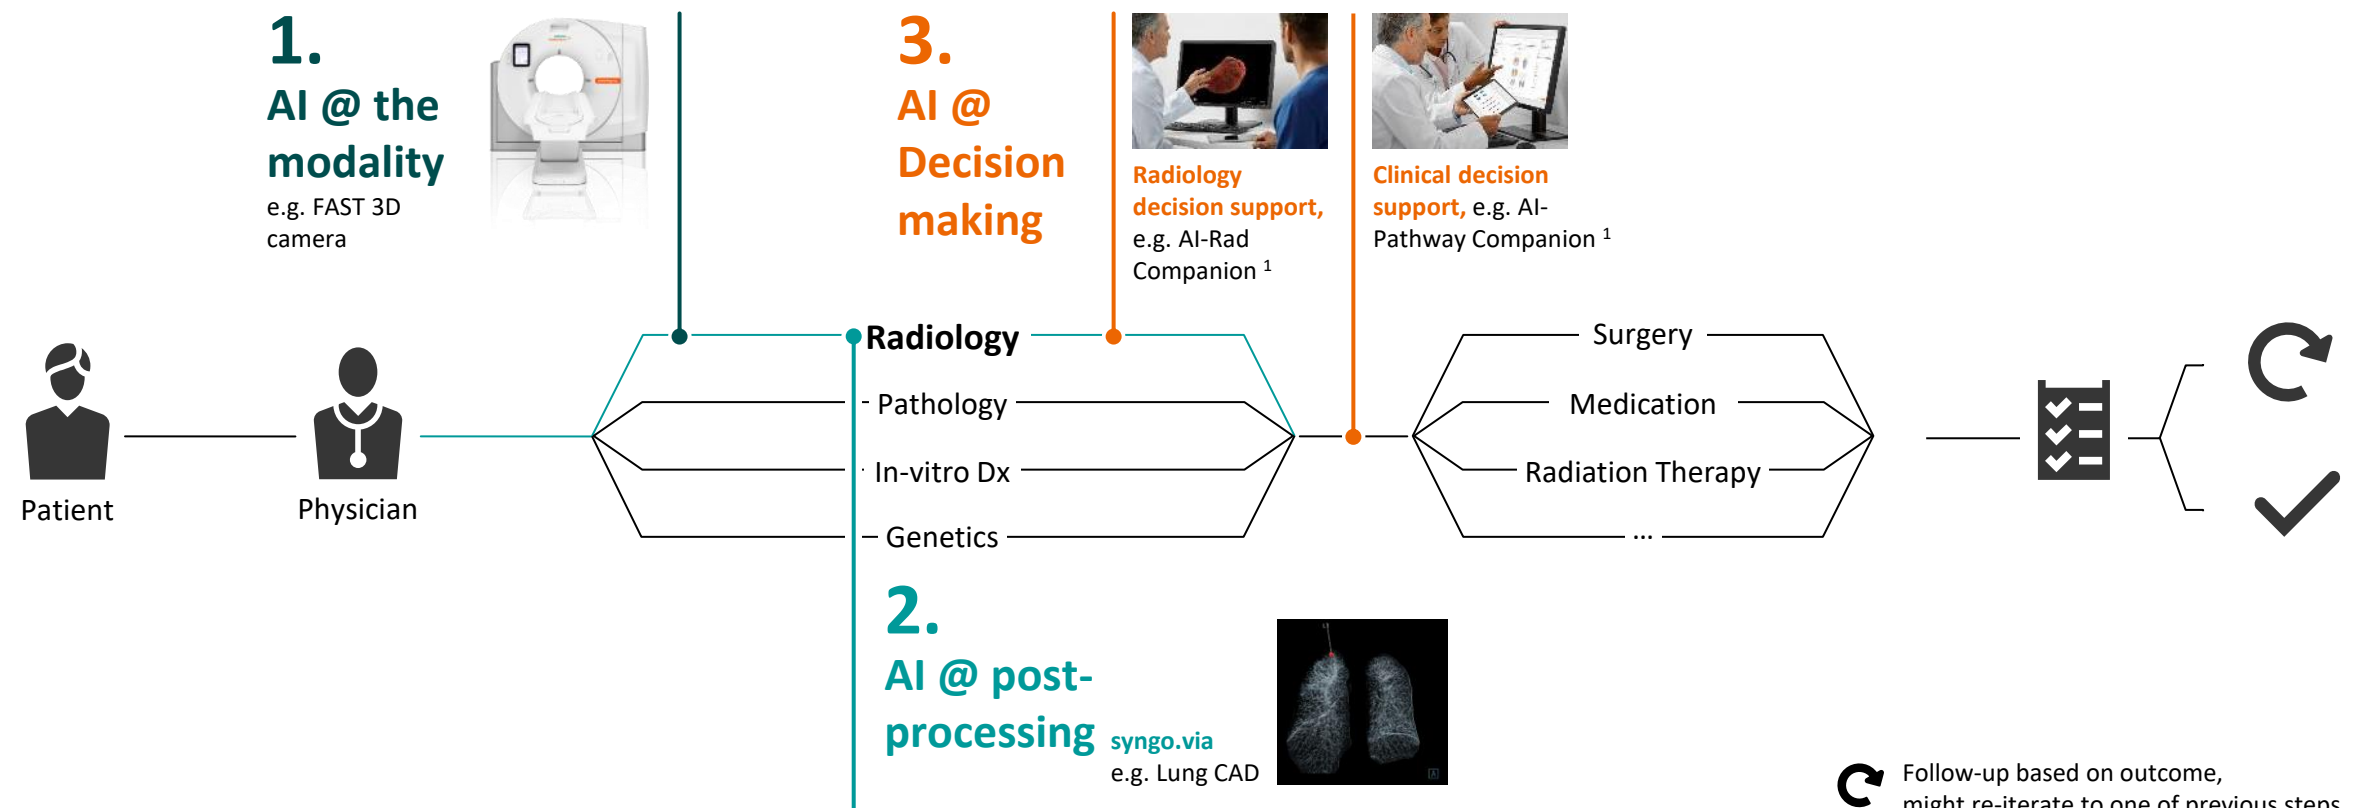 1.
AI @ the
modality
e.g. FAST 3D
camera
3.
AI @
Decision
making
Radiology
decision support,
e.g. AI-Rad
Companion 1
Clinical decision
support, e.g. AI-
Pathway Companion 1
Patient
Physician
Radiology
Pathology
In-vitro Dx
Genetics
Surgery
Medication
Radiation Therapy
...
2.
AI @ post-
processing
syngo.via
e.g. Lung CAD
Follow-up based on outcome,
might re-iterate to one of previous steps